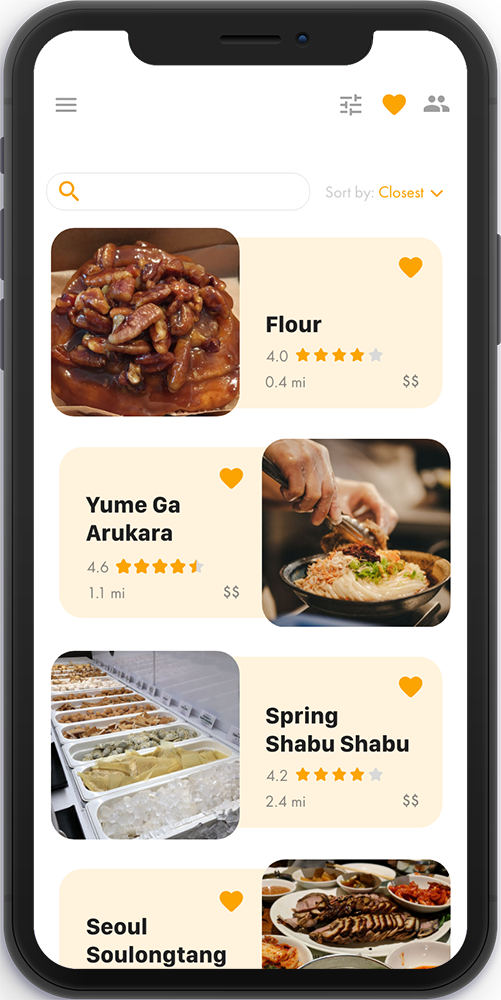 Sort by: Closest
Flour
4.0
0.4 mi $$
Yume Ga
Arukara
4.6
1.1 mi $$
Spring
Shabu Shabu
4.2
2.4 mi $$
Seoul
Soulongtang